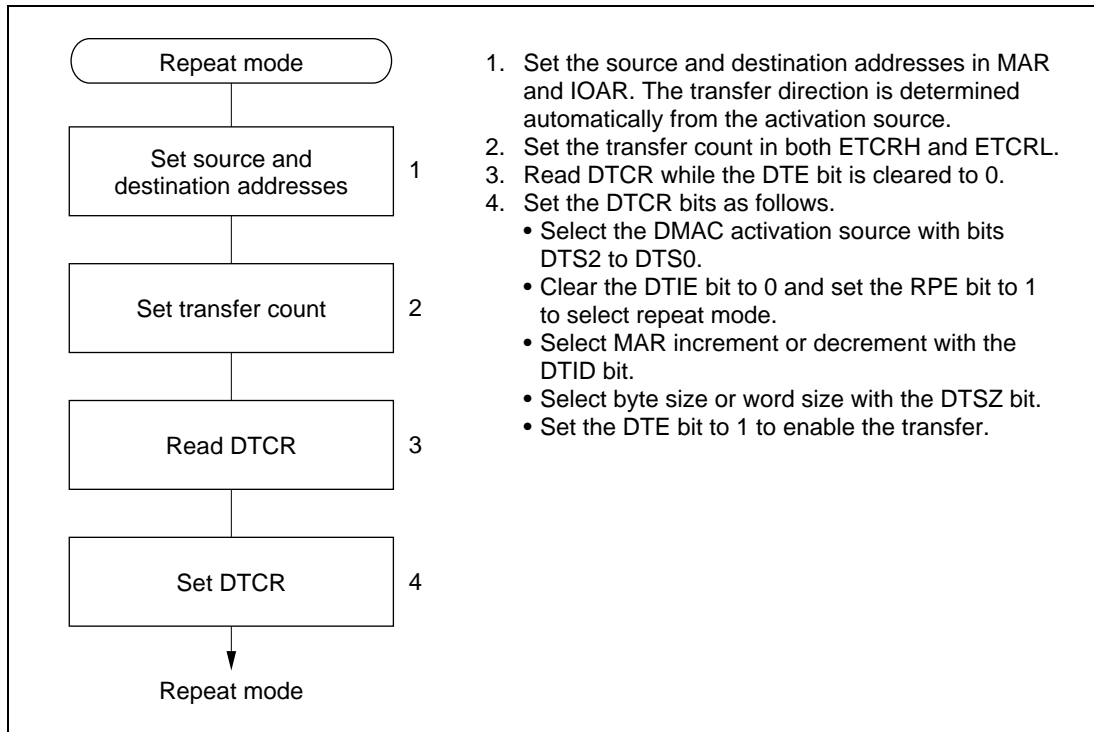 Repeat mode
Set source and
destination addresses
1
Set transfer count
2
Read DTCR
3
Set DTCR
4
Repeat mode
1. Set the source and destination addresses in MAR
and IOAR. The transfer direction is determined
automatically from the activation source.
2. Set the transfer count in both ETCRH and ETCRL.
3. Read DTCR while the DTE bit is cleared to 0.
4. Set the DTCR bits as follows.
• Select the DMAC activation source with bits
DTS2 to DTS0.
• Clear the DTIE bit to 0 and set the RPE bit to 1
to select repeat mode.
• Select MAR increment or decrement with the
DTID bit.
• Select byte size or word size with the DTSZ bit.
• Set the DTE bit to 1 to enable the transfer.